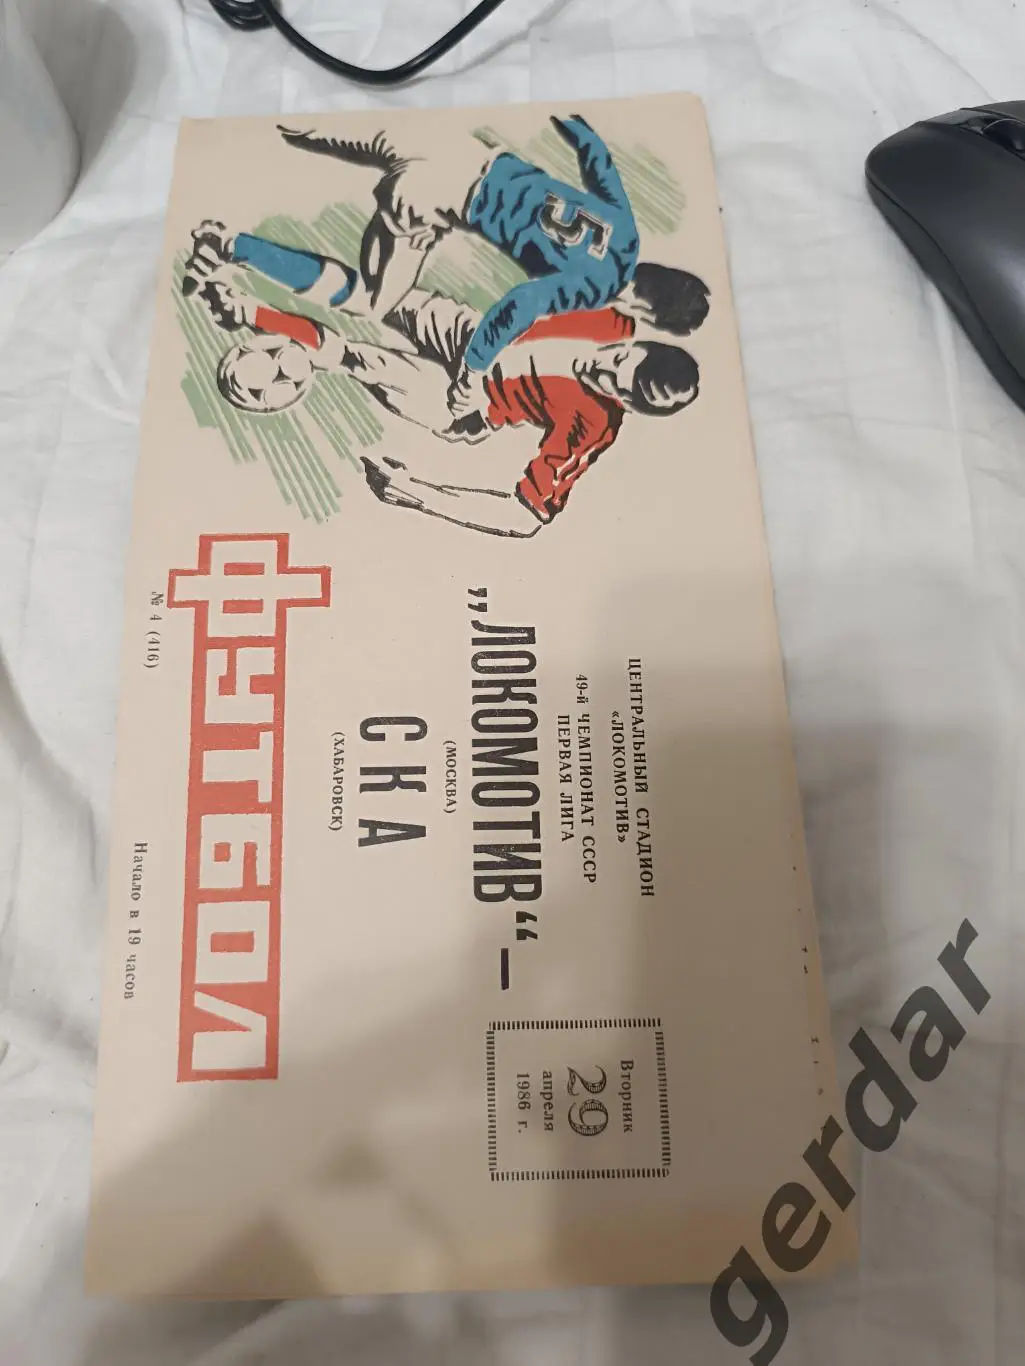 ЦЕНТРАЛЬНЫЙ СТАДИОН
«ЛОКОМОТИВ»
49-й ЧЕМПИОНАТ СССР
ПЕРВАЯ ЛИГА
Вторник
29
апреля
1986 г.
„ЛОКОМОТИВ“ —
(МОСКВА)
СКА
(ХАБАРОВСК)
ФУТБОЛ
№ 4 (416)
Начало в 19 часов
5
gerdar